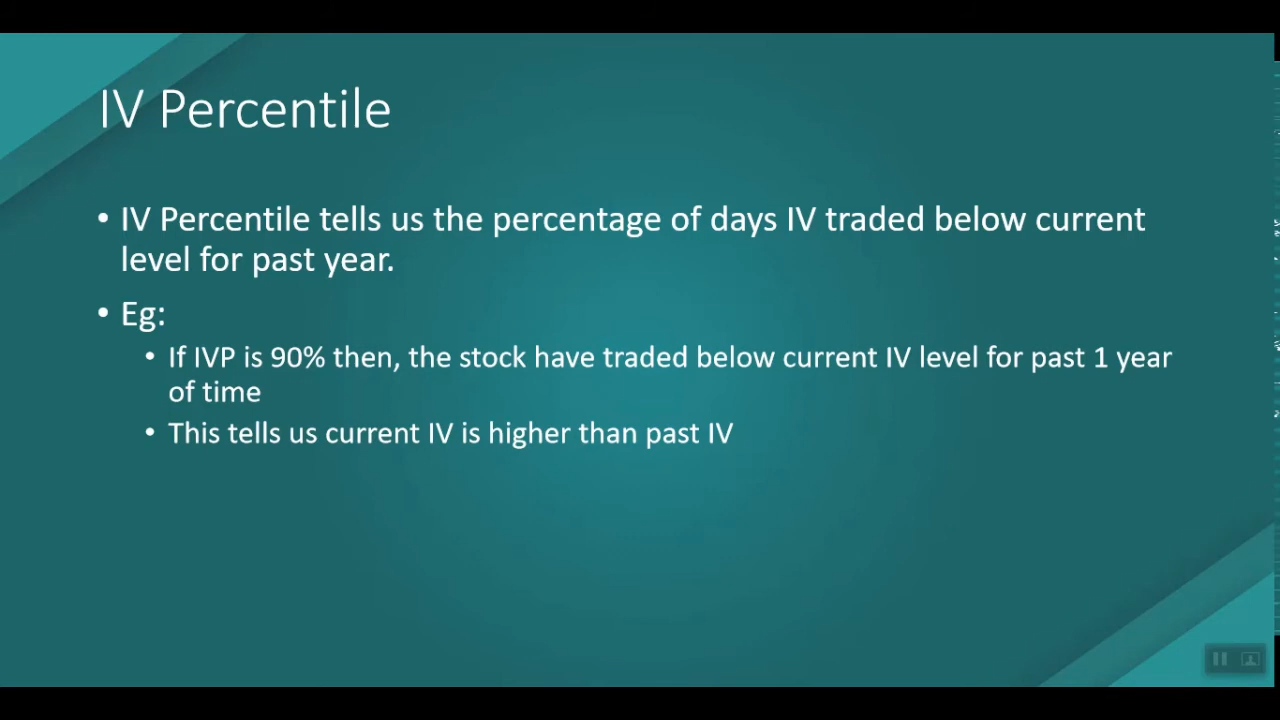 IV Percentile
• IV Percentile tells us the percentage of days IV traded below current
level for past year.
• Eg:
• If IVP is 90% then, the stock have traded below current IV level for past 1 year
of time
• This tells us current IV is higher than past IV